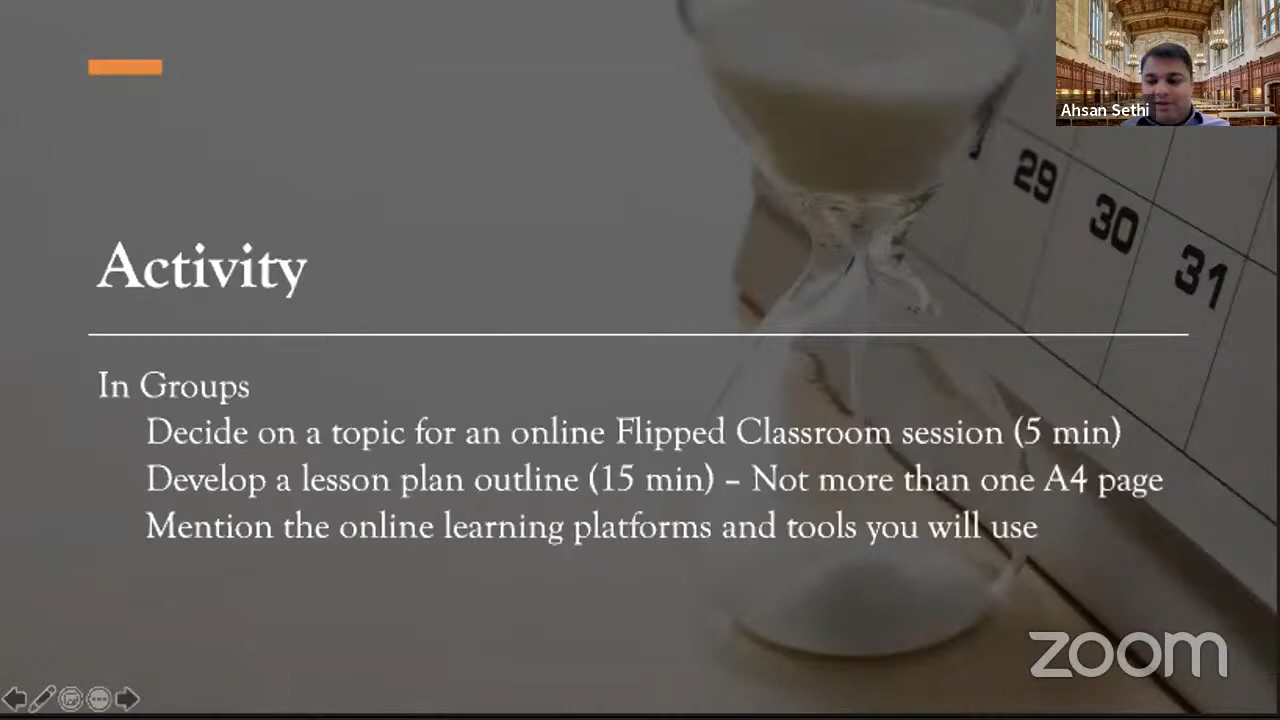 Ahsan Sethi
29
30
31
Activity
In Groups
Decide on a topic for an online Flipped Classroom session (5 min)
Develop a lesson plan outline (15 min) – Not more than one A4 page
Mention the online learning platforms and tools you will use
zoom